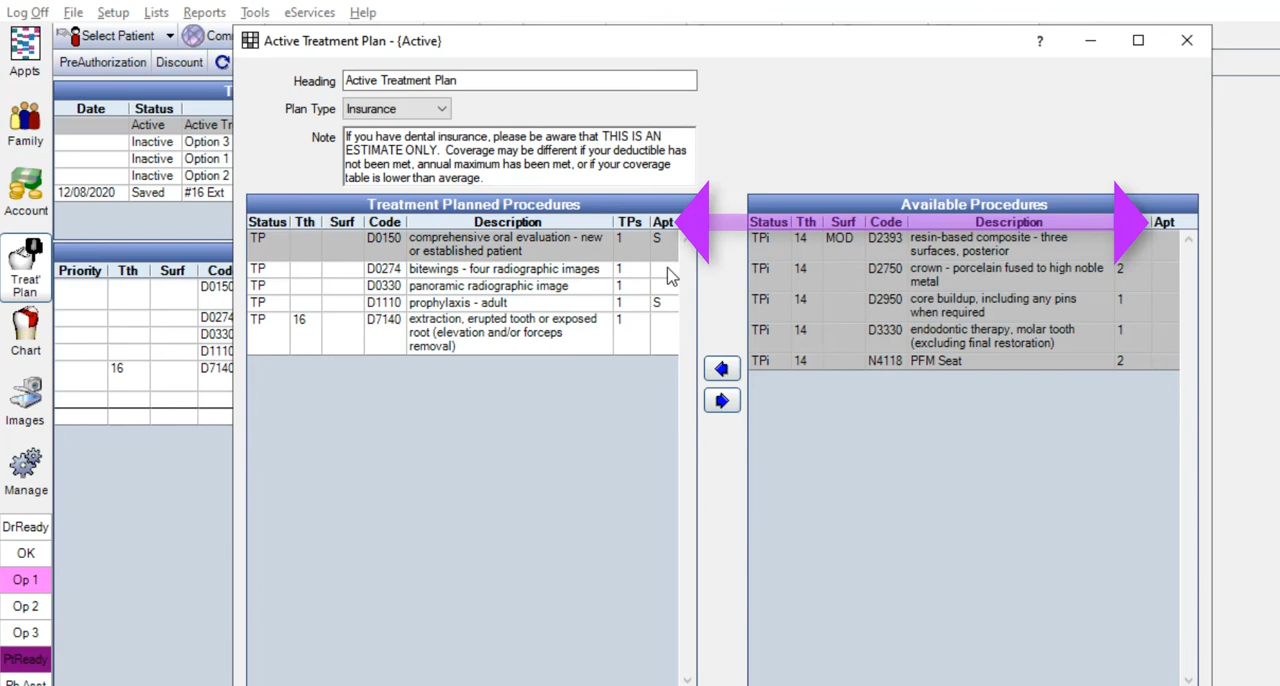 Log Off File Setup Lists Reports Tools eServices Help
Appts
Family
Account
Treat'
Plan
Chart
Images
Manage
DrReady
OK
Op 1
Op 2
Op 3
PtReady
Select Patient
PreAuthorization Discount
Date Status
Active Active Tr
Inactive Option 3
Inactive Option 1
Inactive Option 2
12/08/2020 Saved #16 Ext
Priority Tth Surf Cod
D0150
D0274
D0330
D1110
16 D7140
Active Treatment Plan - {Active}
Heading Active Treatment Plan
Plan Type Insurance
Note If you have dental insurance, please be aware that THIS IS AN
ESTIMATE ONLY. Coverage may be different if your deductible has
not been met, annual maximum has been met, or if your coverage
table is lower than average.
Treatment Planned Procedures
Status Tth Surf Code Description TPs Apt
TP D0150 comprehensive oral evaluation - new 1 S
or established patient
TP D0274 bitewings - four radiographic images 1
TP D0330 panoramic radiographic image 1
TP D1110 prophylaxis - adult 1 S
TP 16 D7140 extraction, erupted tooth or exposed 1
root (elevation and/or forceps
removal)
Available Procedures
Status Tth Surf Code Description Apt
TPi 14 MOD D2393 resin-based composite - three
surfaces, posterior
TPi 14 D2750 crown - porcelain fused to high noble 2
metal
TPi 14 D2950 core buildup, including any pins 1
when required
TPi 14 D3330 endodontic therapy, molar tooth 1
(excluding final restoration)
TPi 14 N4118 PFM Seat 2